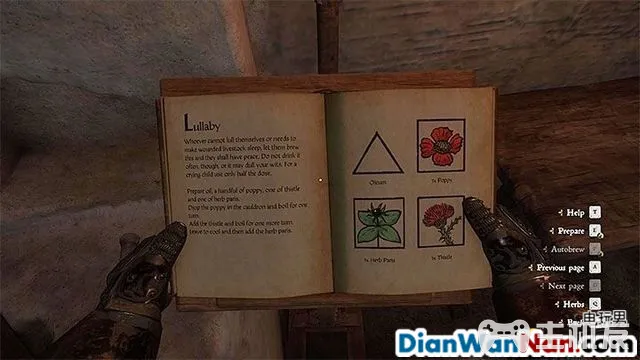 Lullaby
Whoever cannot lull themselves or needs to
make wounded livestock sleep, let them brew
this and they shall have peace. Do not drink it
often, though, or it may dull your wits. For a
crying child use only half the dose.
Prepare oil, a handful of poppy, one of thistle
and one of herb paris.
Drop the poppy in the cauldron and boil for one
turn.
Add the thistle and boil for one more turn.
Leave to cool and then add the herb paris.
Oleum
Poppy
1x Herb Paris
1x Thistle
Help T
Prepare E
Autobrew
Previous page A
Next page D
Herbs Q
电玩男
DianWanNan.com